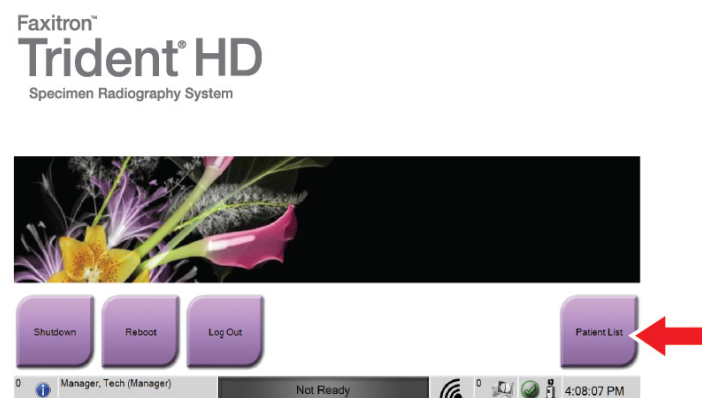 Faxitron™
Trident® HD
Specimen Radiography System
Shutdown
Reboot
Log Out
Patient List
0
Manager, Tech (Manager)
Not Ready
0
4:08:07 PM